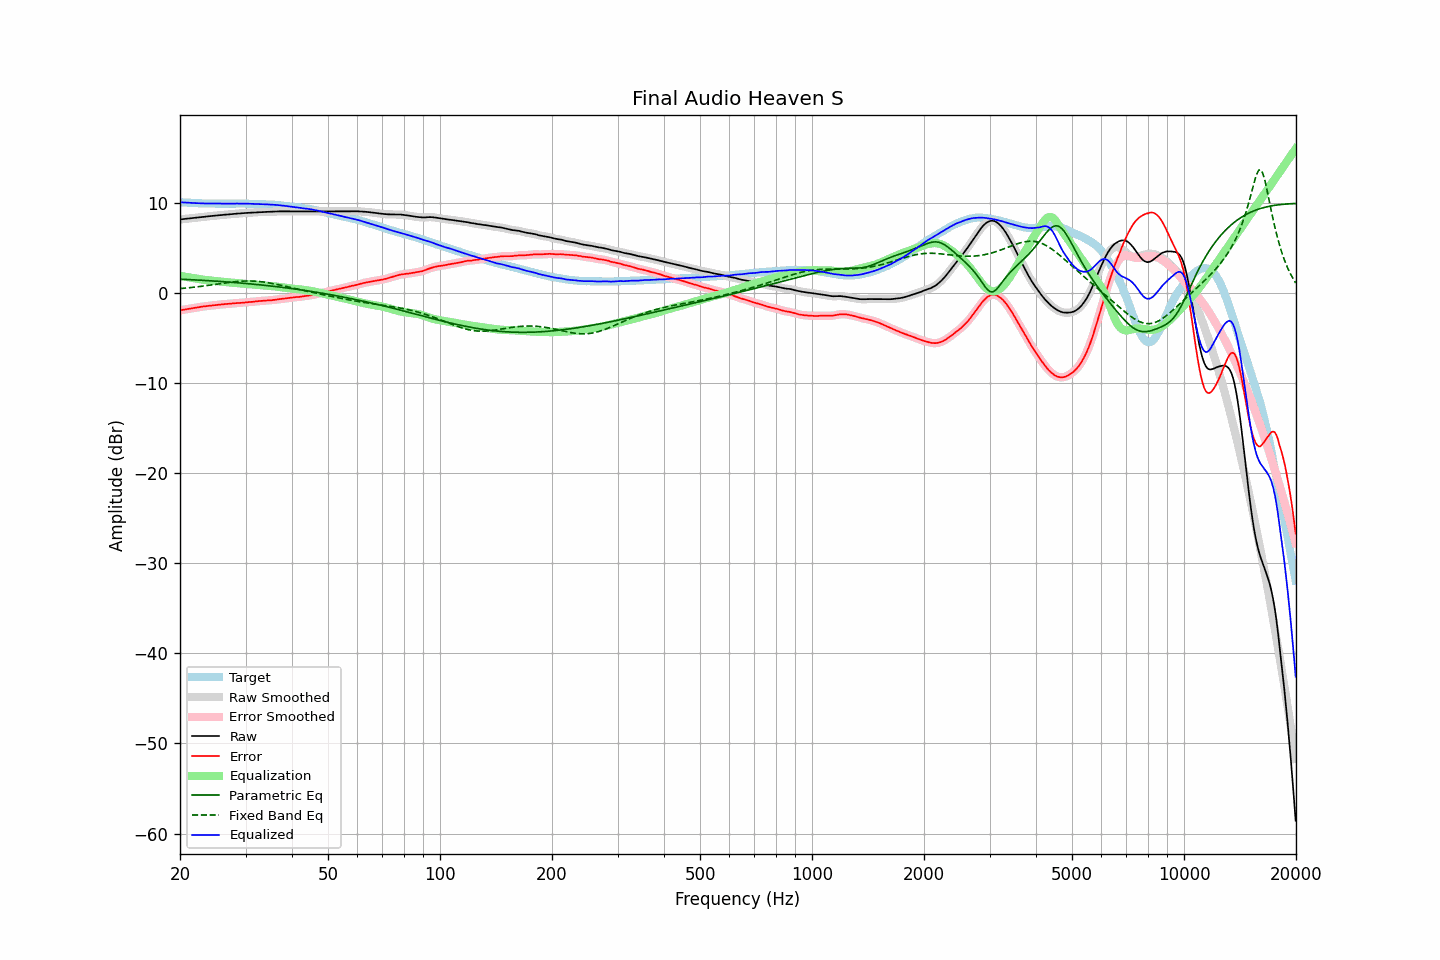 Final Audio Heaven S
10
0
−10
−20
−30
−40
−50
−60
Amplitude (dBr)
Target
Raw Smoothed
Error Smoothed
Raw
Error
Equalization
Parametric Eq
Fixed Band Eq
Equalized
20 50 100 200 500 1000 2000 5000 10000 20000
Frequency (Hz)